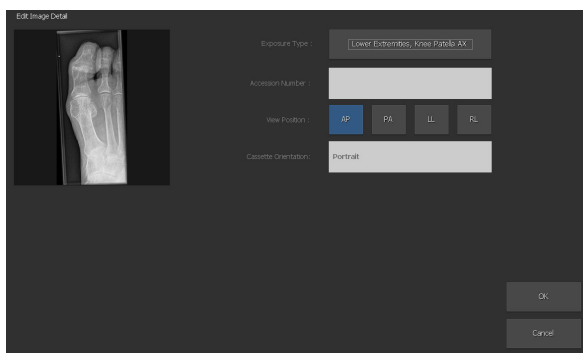 Edit Image Detail
Exposure Type :
Lower Extremities, Knee Patella AX
Accession Number :
View Position :
AP
PA
LL
RL
Cassette Orientation:
Portrait
OK
Cancel